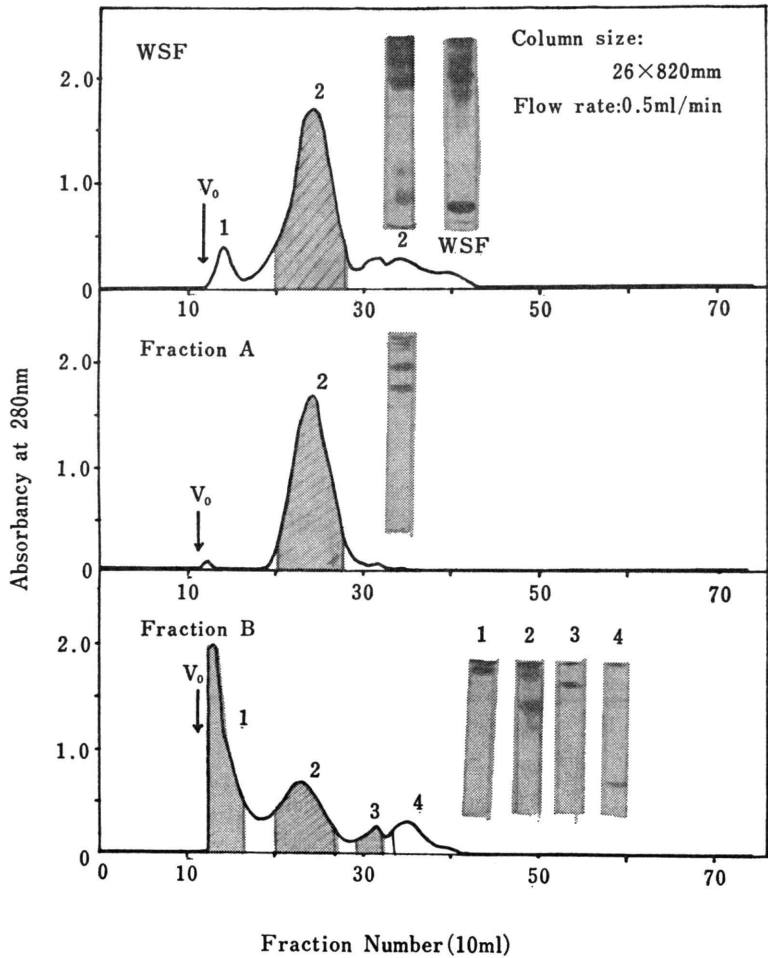 WSF
Column size:
26×820mm
Flow rate:0.5ml/min
2.0
1.0
0
V₀
1
2
2
WSF
10
30
50
70
Fraction A
2.0
1.0
0
V₀
2
10
30
50
70
Fraction B
2.0
1.0
0
V₀
1
2
3
4
1
2
3
4
0
10
30
50
70
Absorbancy at 280nm
Fraction Number(10ml)